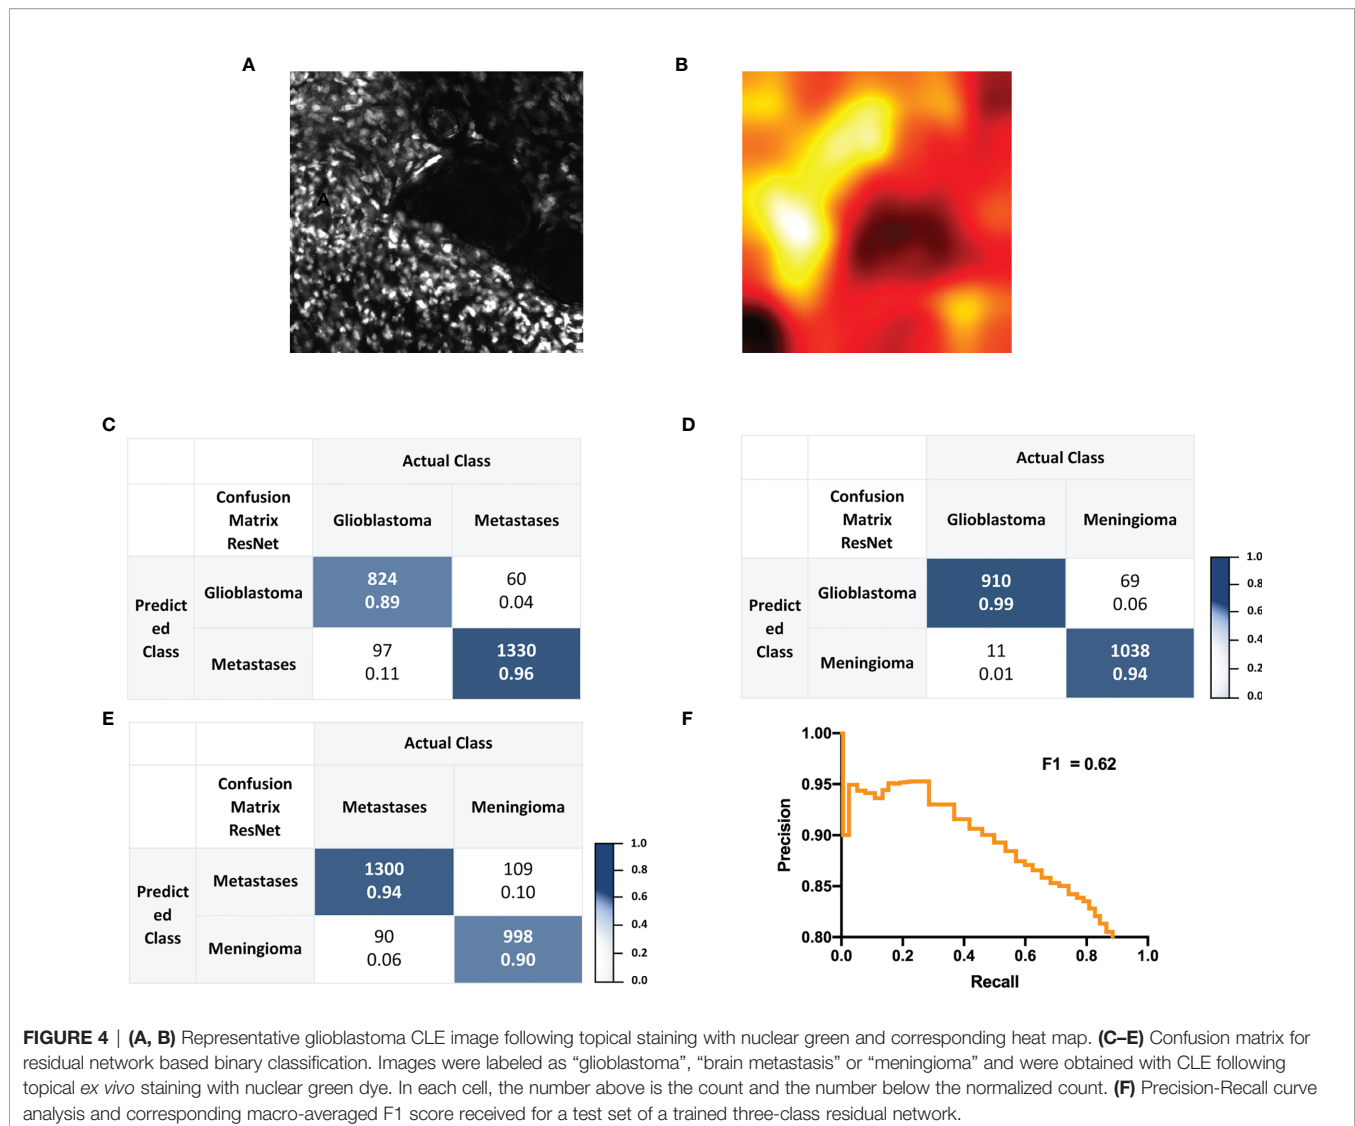 A
B
A
C
Actual Class
Confusion
Matrix
ResNet
Glioblastoma
Metastases
Predict
ed
Class
Glioblastoma
824
0.89
60
0.04
Metastases
97
0.11
1330
0.96
D
Actual Class
Confusion
Matrix
ResNet
Glioblastoma
Meningioma
Predict
ed
Class
Glioblastoma
910
0.99
69
0.06
Meningioma
11
0.01
1038
0.94
1.0
0.8
0.6
0.4
0.2
0.0
E
Actual Class
Confusion
Matrix
ResNet
Metastases
Meningioma
Predict
ed
Class
Metastases
1300
0.94
109
0.10
Meningioma
90
0.06
998
0.90
1.0
0.8
0.6
0.4
0.2
0.0
F
1.00
0.95
0.90
0.85
0.80
Precision
F1 = 0.62
0.0 0.2 0.4 0.6 0.8 1.0
Recall
FIGURE 4 | (A, B) Representative glioblastoma CLE image following topical staining with nuclear green and corresponding heat map. (C–E) Confusion matrix for
residual network based binary classification. Images were labeled as “glioblastoma”, “brain metastasis” or “meningioma” and were obtained with CLE following
topical ex vivo staining with nuclear green dye. In each cell, the number above is the count and the number below the normalized count. (F) Precision-Recall curve
analysis and corresponding macro-averaged F1 score received for a test set of a trained three-class residual network.